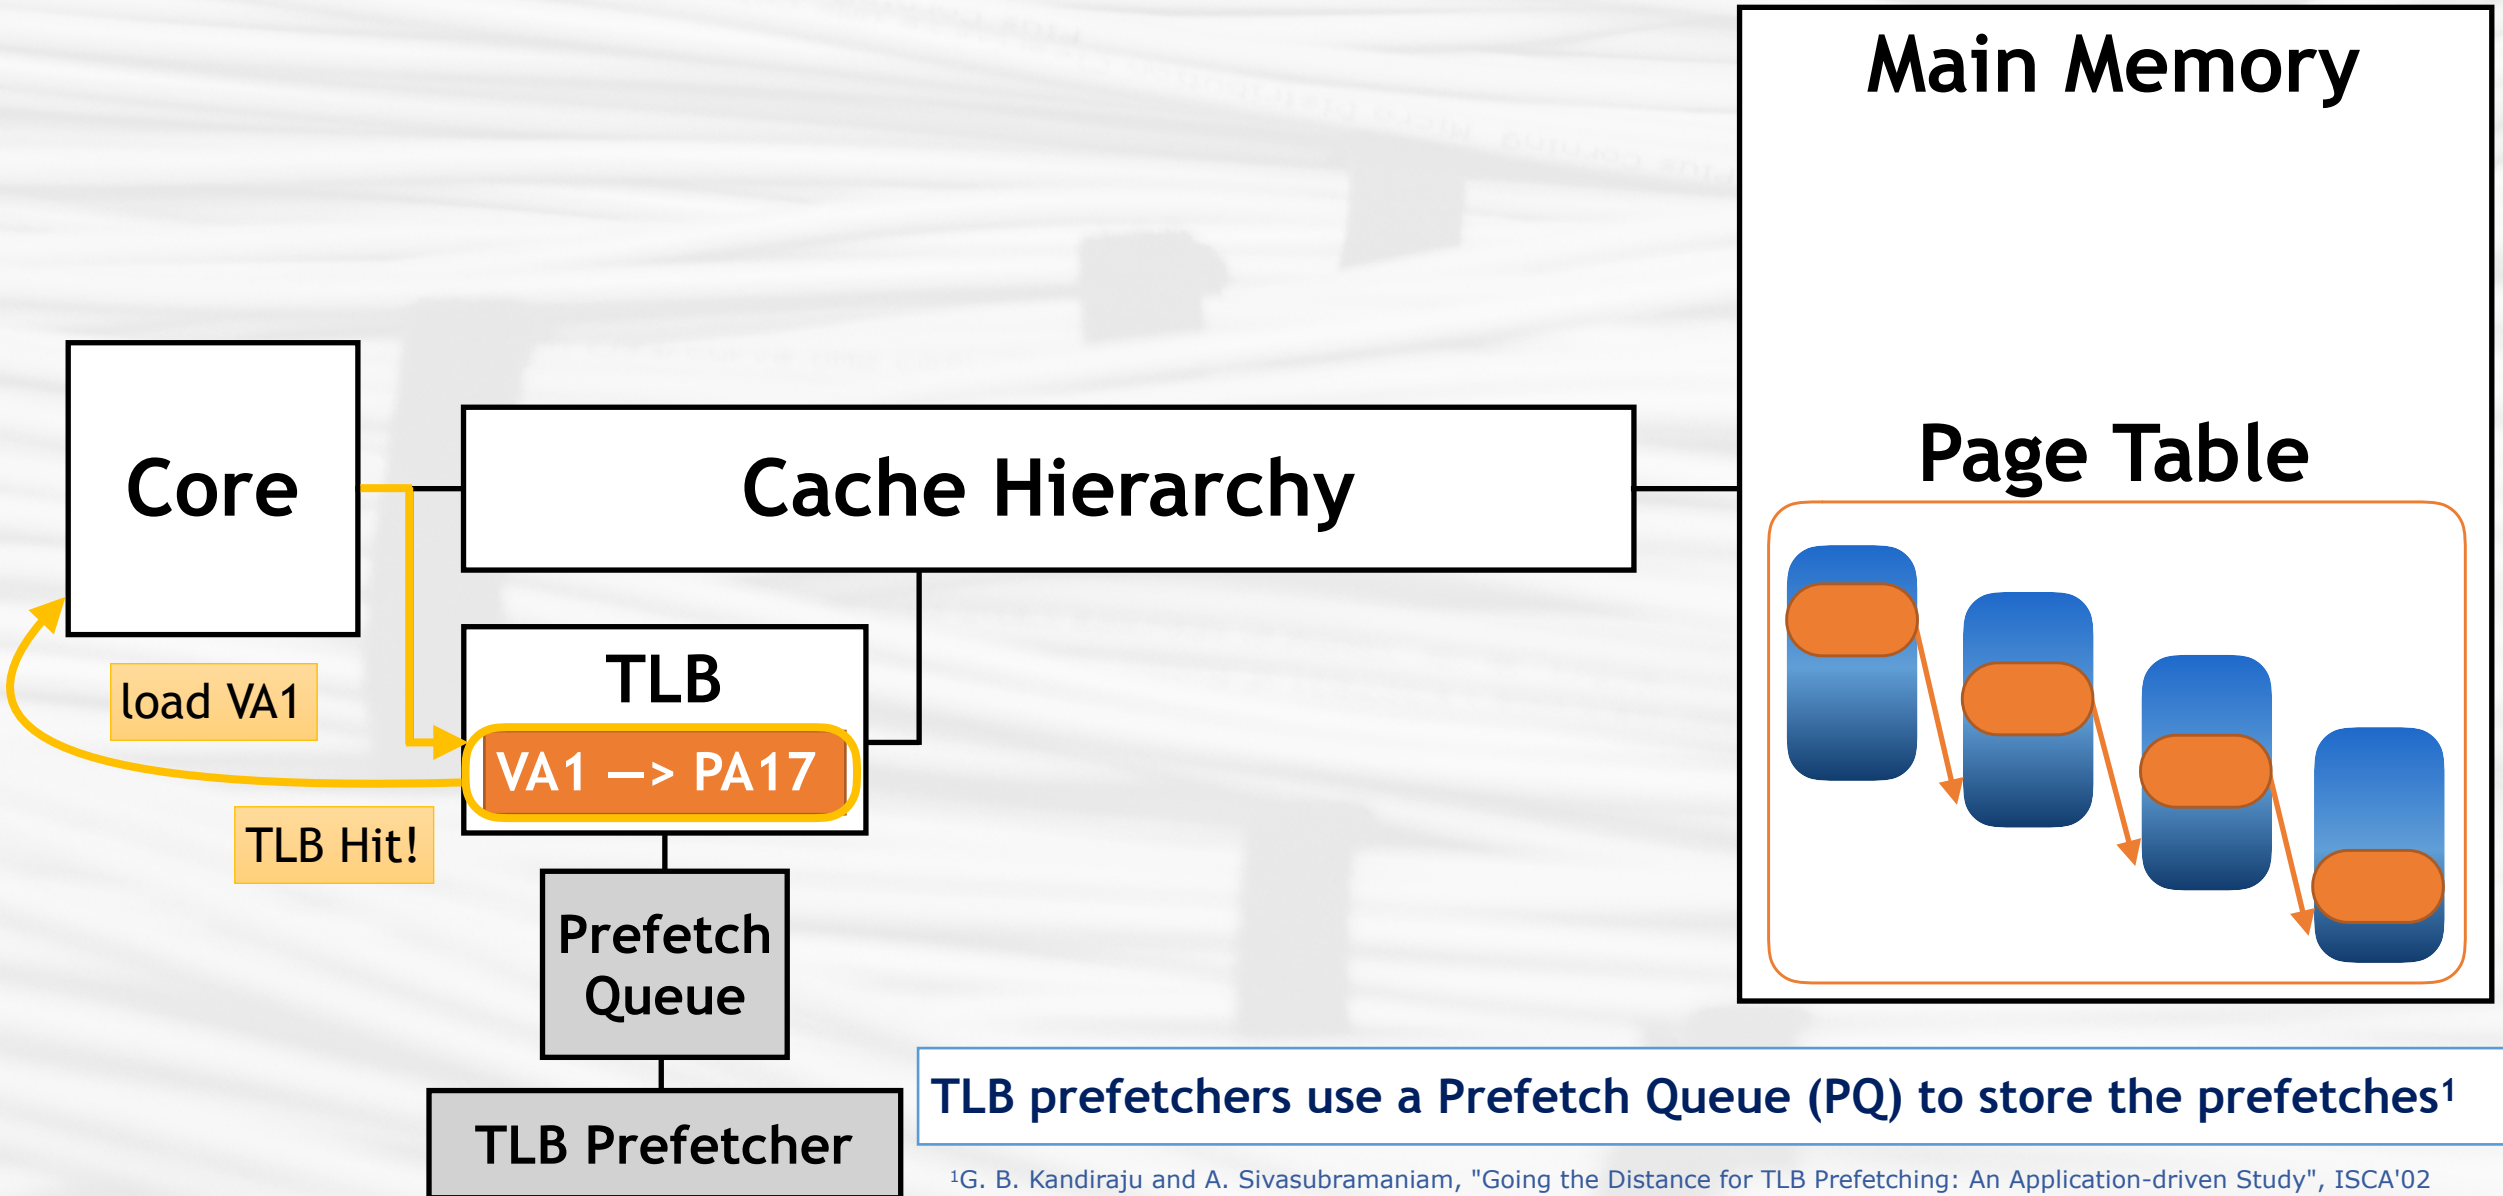 Main Memory
Page Table
Core
Cache Hierarchy
load VA1
TLB
VA1 —> PA17
TLB Hit!
Prefetch
Queue
TLB Prefetcher
TLB prefetchers use a Prefetch Queue (PQ) to store the prefetches¹
¹G. B. Kandiraju and A. Sivasubramaniam, "Going the Distance for TLB Prefetching: An Application-driven Study", ISCA'02